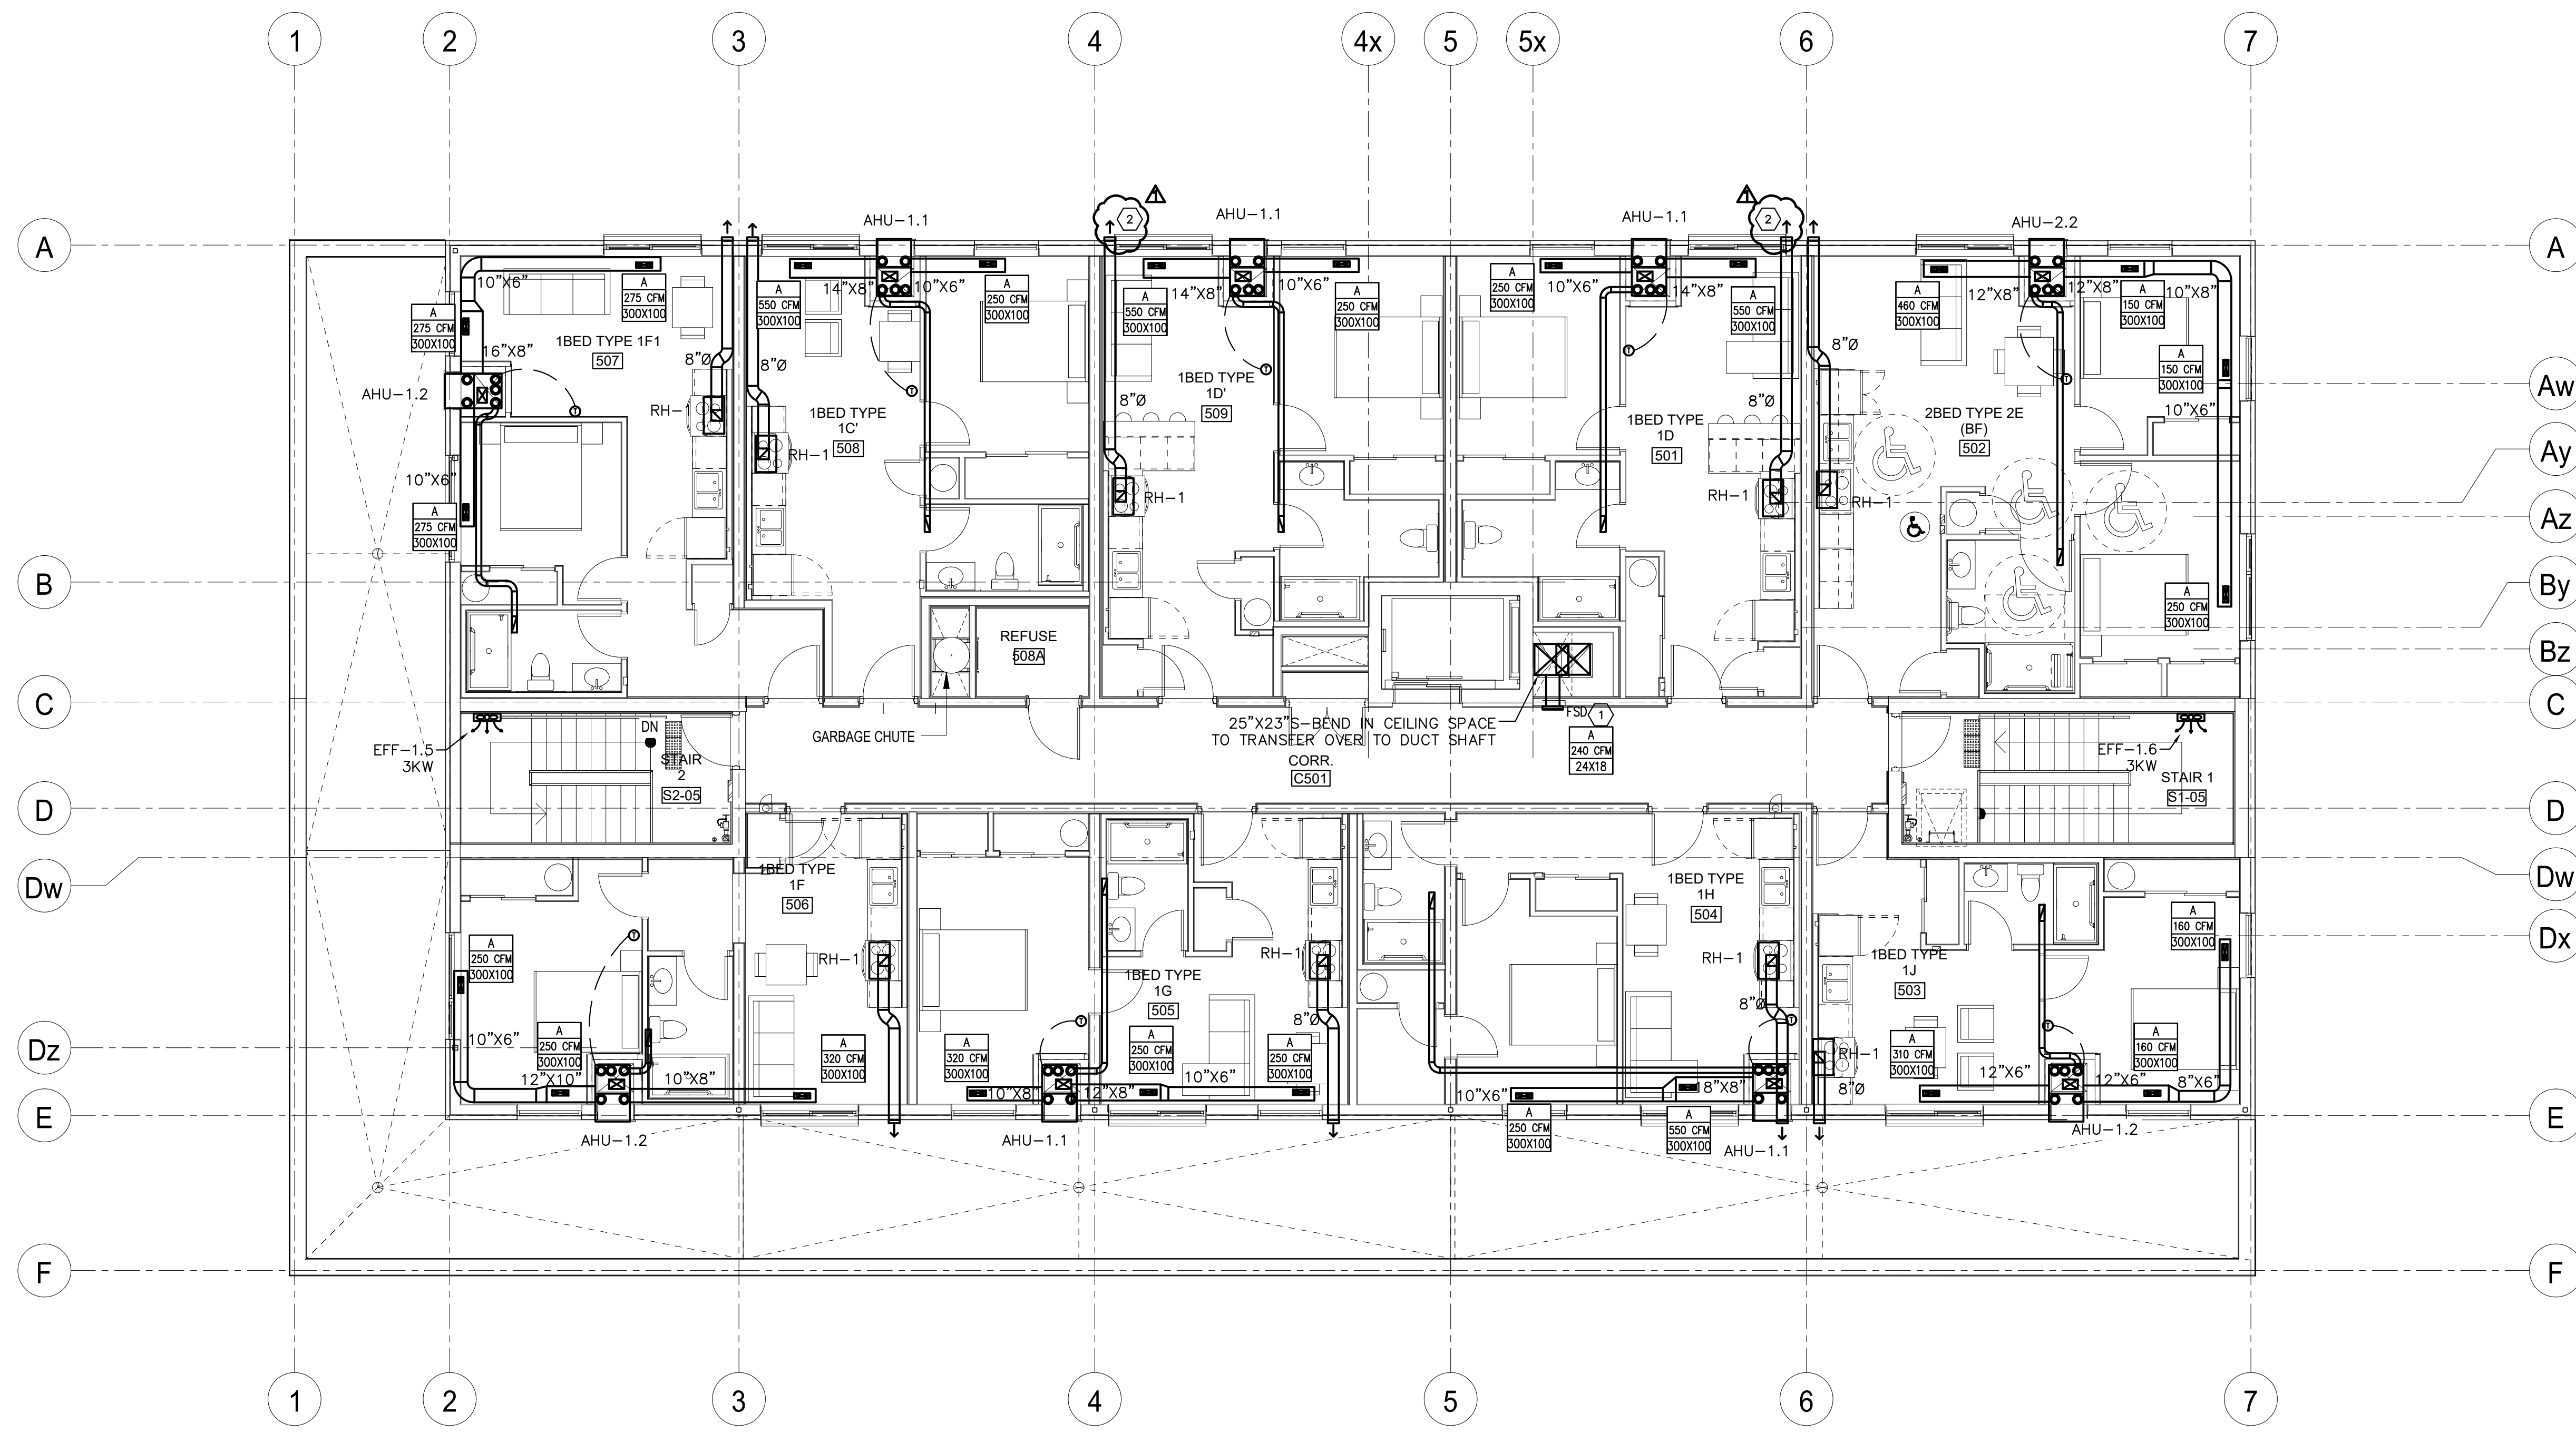 1
2
3
4
4x
5
5x
6
7
A
A
AHU-1.1
2
1
AHU-1.1
AHU-1.1
1
2
AHU-2.2
10"X6"
A
275 CFM
300X100
A
275 CFM
300X100
16"X8"
1BED TYPE 1F1
507
AHU-1.2
8"Ø
RH-1
10"X6"
A
275 CFM
300X100
A
550 CFM
300X100
14"X8"
10"X6"
A
250 CFM
300X100
8"Ø
1BED TYPE
1C'
508
RH-1
A
550 CFM
300X100
14"X8"
10"X6"
A
250 CFM
300X100
1BED TYPE
1D'
509
8"Ø
RH-1
A
250 CFM
300X100
10"X6"
14"X8"
A
550 CFM
300X100
8"Ø
1BED TYPE
1D
501
RH-1
A
460 CFM
300X100
12"X8"
12"X8"
A
150 CFM
300X100
10"X8"
A
150 CFM
300X100
10"X6"
8"Ø
2BED TYPE 2E
(BF)
502
RH-1
A
250 CFM
300X100
Aw
Ay
Az
B
By
Bz
C
C
REFUSE
508A
GARBAGE CHUTE
25"X23"S-BEND IN CEILING SPACE
TO TRANSFER OVER TO DUCT SHAFT
FSD
1
A
240 CFM
24X18
CORR.
C501
EFF-1.5
3KW
DN
STAIR
2
S2-05
EFF-1.6
3KW
STAIR 1
S1-05
D
D
Dw
Dw
Dx
A
250 CFM
300X100
10"X6"
A
250 CFM
300X100
12"X10"
10"X8"
1BED TYPE
1F
506
RH-1
A
320 CFM
300X100
A
320 CFM
300X100
10"X8"
12"X8"
1BED TYPE
1G
505
A
250 CFM
300X100
10"X6"
A
250 CFM
300X100
RH-1
8"Ø
1BED TYPE
1H
504
RH-1
8"Ø
10"X6"
18"X8"
A
250 CFM
300X100
A
550 CFM
300X100
1BED TYPE
1J
503
RH-1
8"Ø
A
310 CFM
300X100
12"X6"
12"X6"
8"X6"
A
160 CFM
300X100
A
160 CFM
300X100
Dz
E
E
AHU-1.2
AHU-1.1
AHU-1.1
AHU-1.2
F
F
1
2
3
4
5
6
7